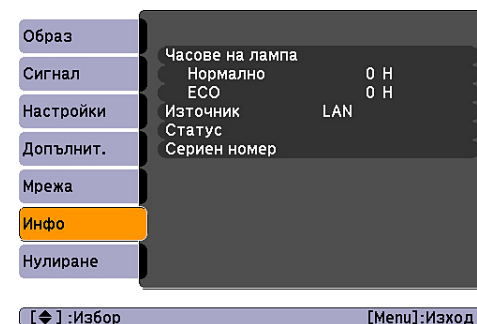 Образ
Сигнал
Настройки
Допълнит.
Мрежа
Инфо
Нулиране
Часове на лампа
Нормално 0 H
ECO 0 H
Източник LAN
Статус
Сериен номер
[◆] :Избор [Menu]:Изход